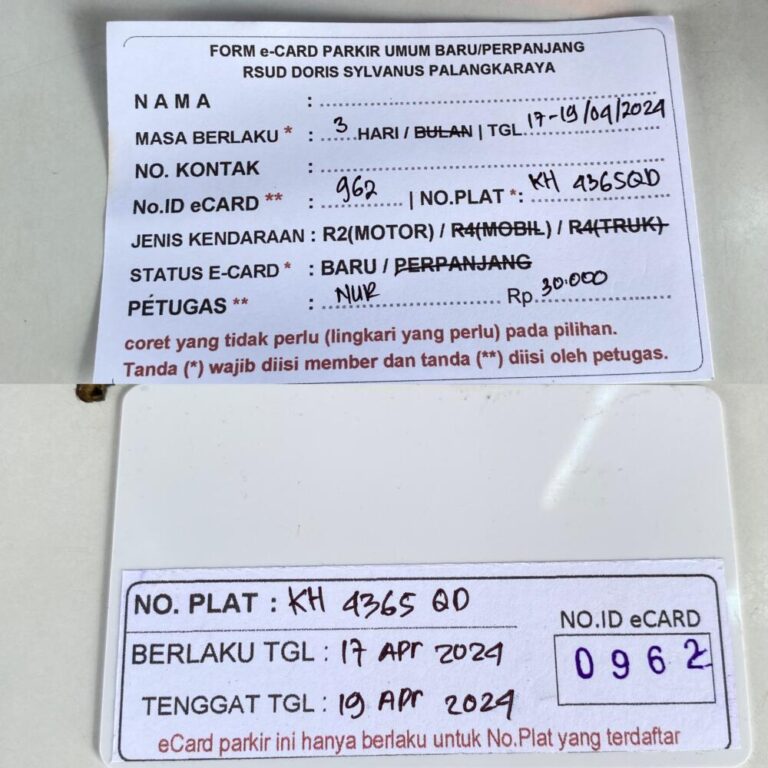 FORM e-CARD PARKIR UMUM BARU/PERPANJANG
RSUD DORIS SYLVANUS PALANGKARAYA
NAMA :
MASA BERLAKU * : 3 HARI / BULAN | TGL 17-19/04/2024
NO. KONTAK :
No.ID eCARD ** : 962 | NO.PLAT *: KH 4365QD
JENIS KENDARAAN : R2(MOTOR) / R4(MOBIL) / R4(TRUK)
STATUS E-CARD * : BARU / PERPANJANG
PETUGAS ** : NUR Rp. 30.000
coret yang tidak perlu (lingkari yang perlu) pada pilihan.
Tanda (*) wajib diisi member dan tanda (**) diisi oleh petugas.
NO. PLAT : KH 4365 QD
NO.ID eCARD
BERLAKU TGL : 17 APR 2024
0962
TENGGAT TGL : 19 APR 2024
eCard parkir ini hanya berlaku untuk No.Plat yang terdaftar